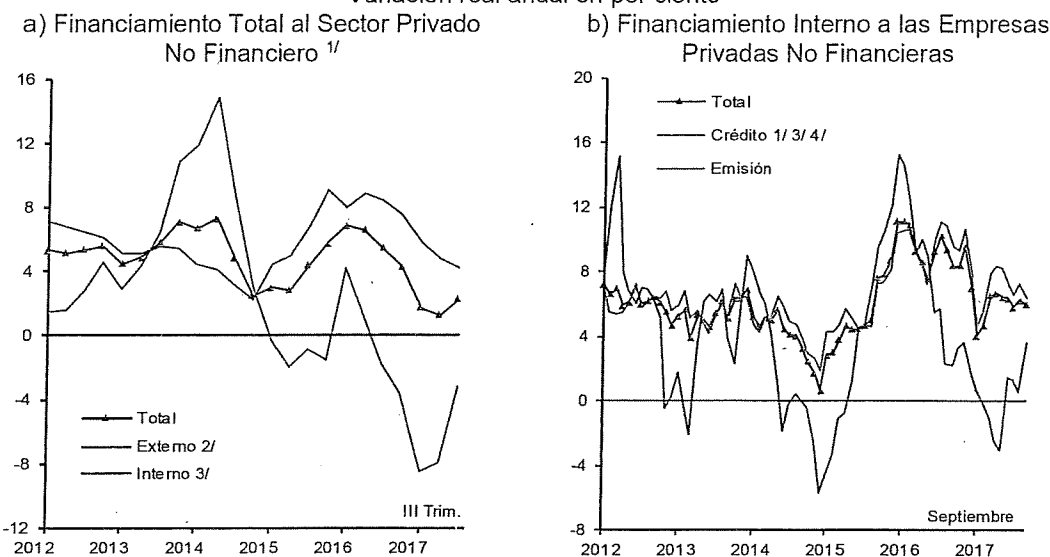 Variación real anual en por ciento
a) Financiamiento Total al Sector Privado
No Financiero 1/
16
12
8
4
0
-4
-8
-12
Total
Externo 2/
Interno 3/
III Trim.
2012 2013 2014 2015 2016 2017
b) Financiamiento Interno a las Empresas
Privadas No Financieras
20
16
12
8
4
0
-4
-8
Total
Crédito 1/ 3/ 4/
Emisión
Septiembre
2012 2013 2014 2015 2016 2017